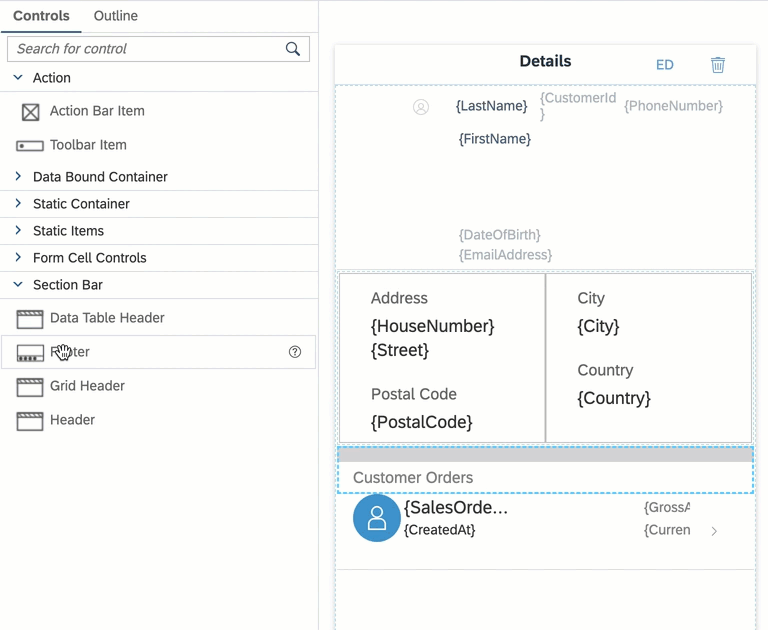 Controls
Outline
Search for control
Action
Action Bar Item
Toolbar Item
Data Bound Container
Static Container
Static Items
Form Cell Controls
Section Bar
Data Table Header
?
Grid Header
Header
Details
ED
{LastName}
{CustomerId
}
{PhoneNumber}
{FirstName}
{DateOfBirth}
{EmailAddress}
Address
{HouseNumber}
{Street}
Postal Code
{PostalCode}
City
{City}
Country
{Country}
Customer Orders
{SalesOrde...
{CreatedAt}
{GrossA
{Curren